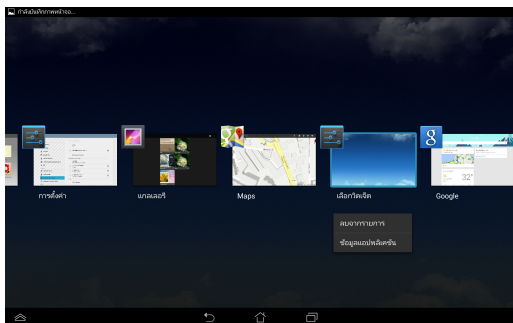 กำลังบันทึกภาพหน้าจอ...
การตั้งค่า
แกลเลอรี
Maps
เลือกวิดเจ็ต
Google
32°
ลบจากรายการ
ข้อมูลแอปพลิเคชัน